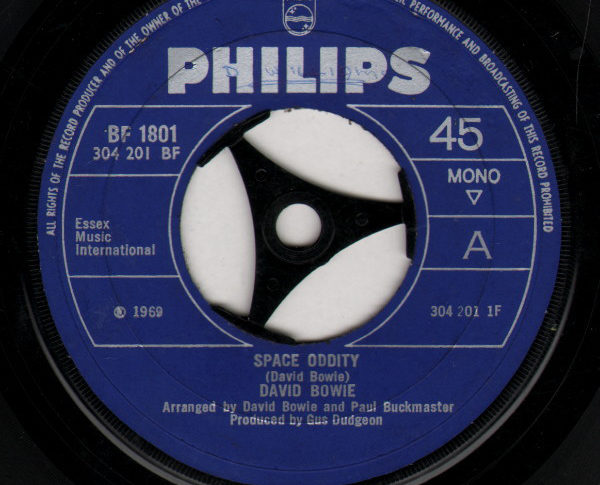 ALL RIGHTS OF THE RECORD PRODUCER AND OF THE OWNER OF
PERFORMANCE AND BROADCASTING OF THIS RECORD PROHIBITED
PHILIPS
BF 1801
304 201 BF
45
MONO
A
Essex
Music
International
℗ 1969
304 201 1F
SPACE ODDITY
(David Bowie)
DAVID BOWIE
Arranged by David Bowie and Paul Buckmaster
Produced by Gus Dudgeon